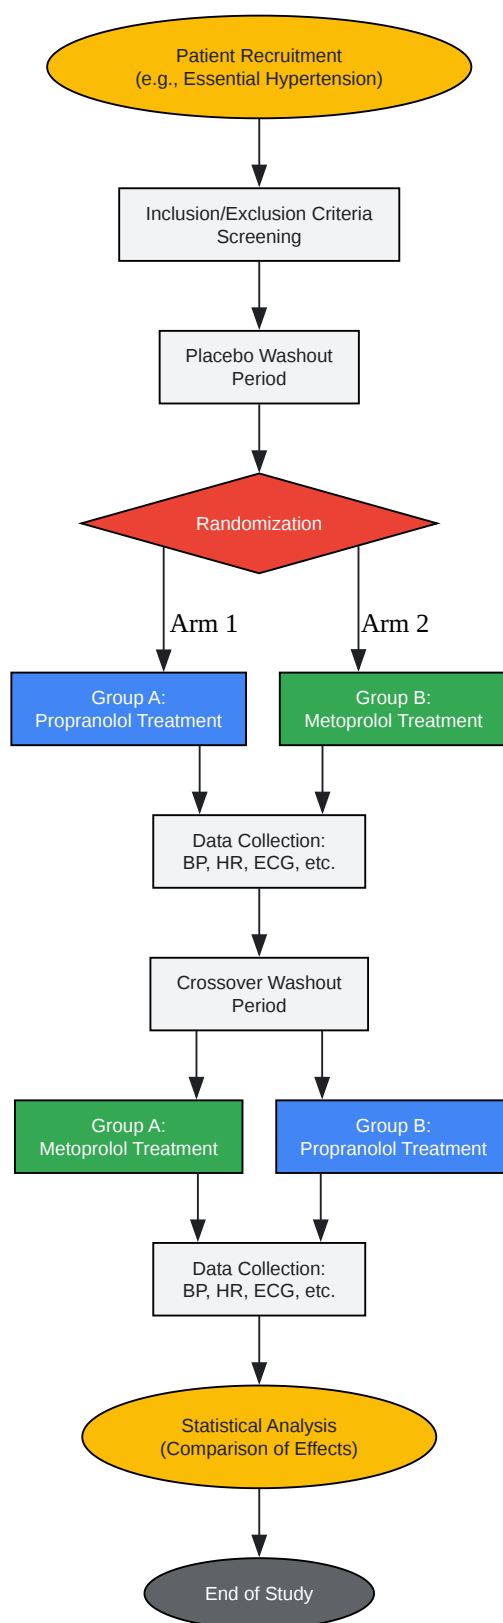 Patient Recruitment
(e.g., Essential Hypertension)
Inclusion/Exclusion Criteria
Screening
Placebo Washout
Period
Randomization
Arm 1
Arm 2
Group A:
Propranolol Treatment
Group B:
Metoprolol Treatment
Data Collection:
BP, HR, ECG, etc.
Crossover Washout
Period
Group A:
Metoprolol Treatment
Group B:
Propranolol Treatment
Data Collection:
BP, HR, ECG, etc.
Statistical Analysis
(Comparison of Effects)
End of Study